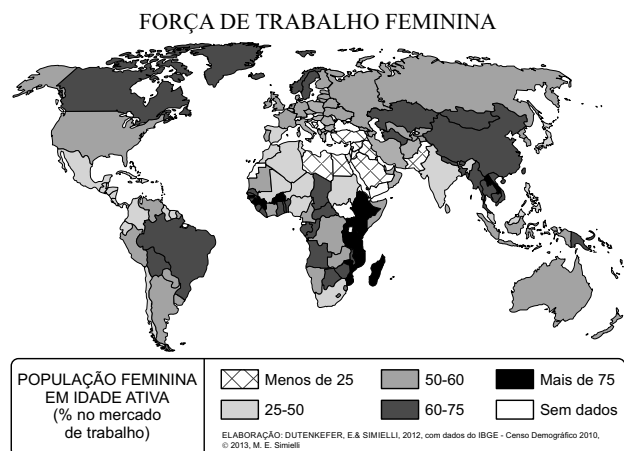 FORÇA DE TRABALHO FEMININA
POPULAÇÃO FEMININA
EM IDADE ATIVA
(% no mercado
de trabalho)
Menos de 25
50-60
Mais de 75
25-50
60-75
Sem dados
ELABORAÇÃO: DUTENKEFER, E.& SIMIELLI, 2012, com dados do IBGE - Censo Demográfico 2010,
© 2013, M. E. Simielli